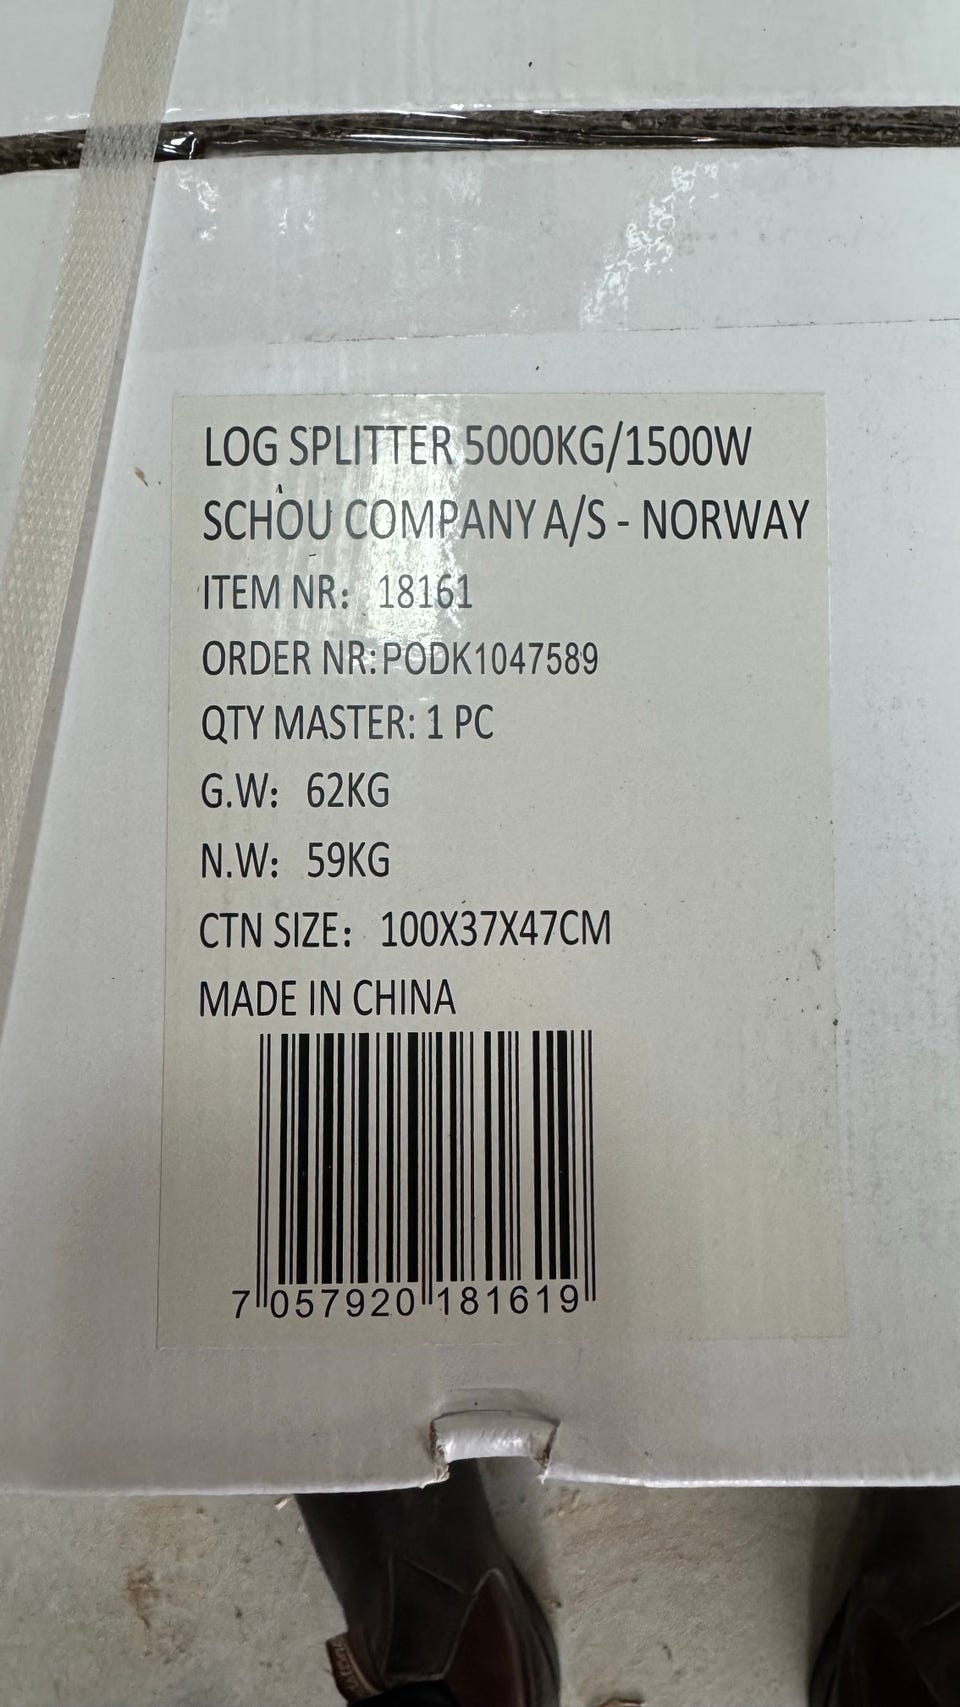 LOG SPLITTER 5000KG/1500W
SCHOU COMPANY A/S - NORWAY
ITEM NR: 18161
ORDER NR:PODK1047589
QTY MASTER: 1 PC
G.W: 62KG
N.W: 59KG
CTN SIZE: 100X37X47CM
MADE IN CHINA
7 057920 181619